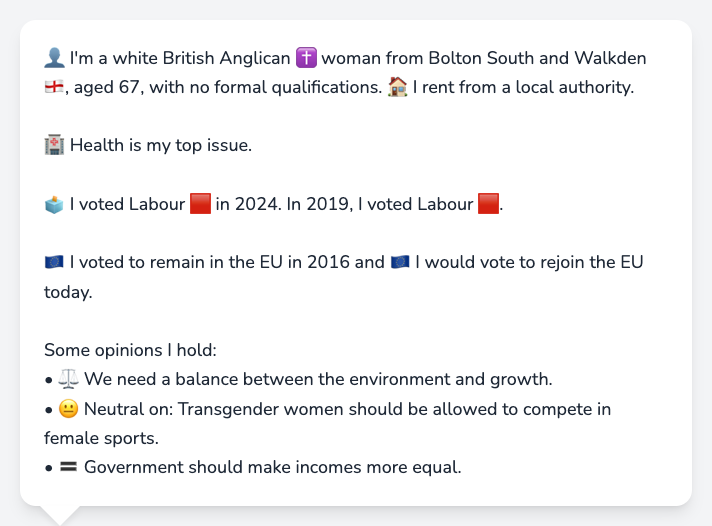 👤 I'm a white British Anglican ✝️ woman from Bolton South and Walkden
🏴󠁧󠁢󠁥󠁮󠁧󠁿, aged 67, with no formal qualifications. 🏠 I rent from a local authority.
🏥 Health is my top issue.
🗳️ I voted Labour 🟥 in 2024. In 2019, I voted Labour 🟥.
🇪🇺 I voted to remain in the EU in 2016 and 🇪🇺 I would vote to rejoin the EU
today.
Some opinions I hold:
• ⚖️ We need a balance between the environment and growth.
• 😐 Neutral on: Transgender women should be allowed to compete in
female sports.
• 🟰 Government should make incomes more equal.